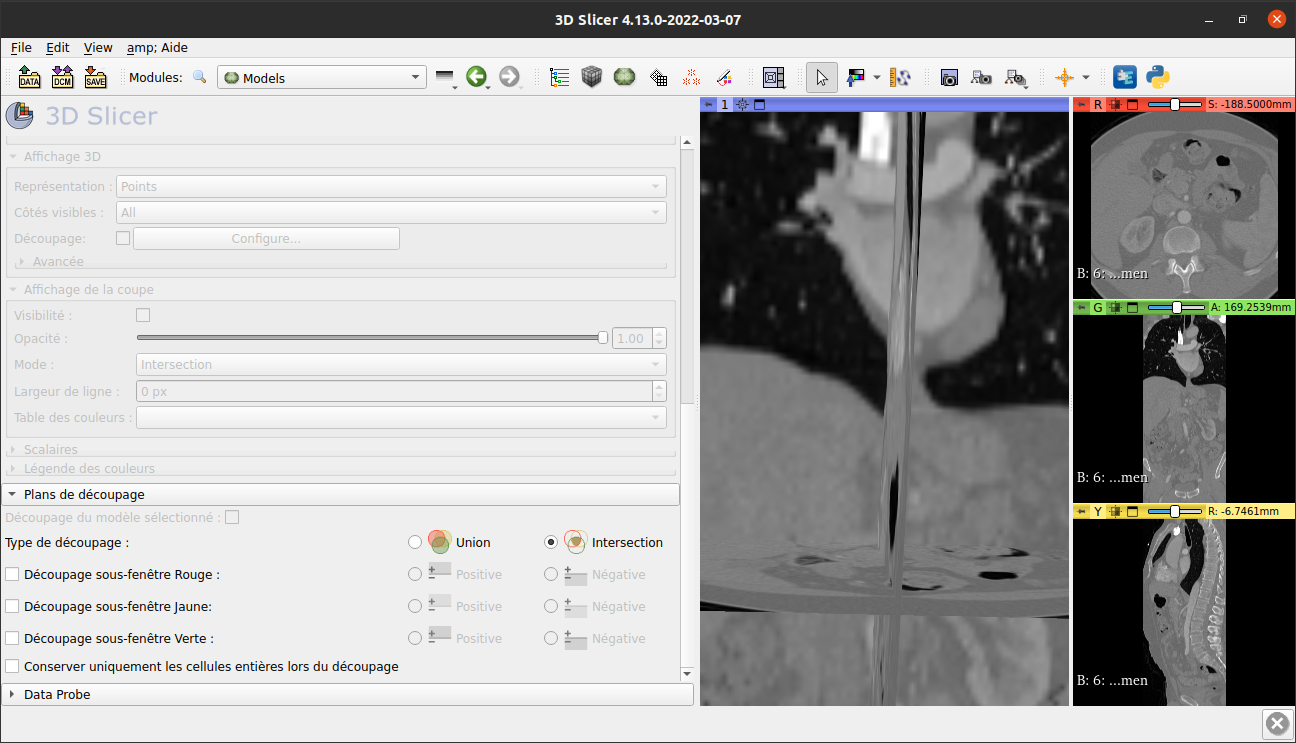 3D Slicer 4.13.0-2022-03-07
File Edit View amp; Aide
DATA DCM SAVE Modules: Models
3D Slicer
Affichage 3D
Représentation : Points
Côtés visibles : All
Découpage: Configure...
Avancée
Affichage de la coupe
Visibilité :
Opacité : 1.00
Mode : Intersection
Largeur de ligne : 0 px
Table des couleurs :
Scalaires
Légende des couleurs
Plans de découpage
Découpage du modèle sélectionné :
Type de découpage : Union Intersection
Découpage sous-fenêtre Rouge : Positive Négative
Découpage sous-fenêtre Jaune: Positive Négative
Découpage sous-fenêtre Verte : Positive Négative
Conserver uniquement les cellules entières lors du découpage
Data Probe
1
R S: -188.5000mm
B: 6: ...men
G A: 169.2539mm
B: 6: ...men
Y R: -6.7461mm
B: 6: ...men